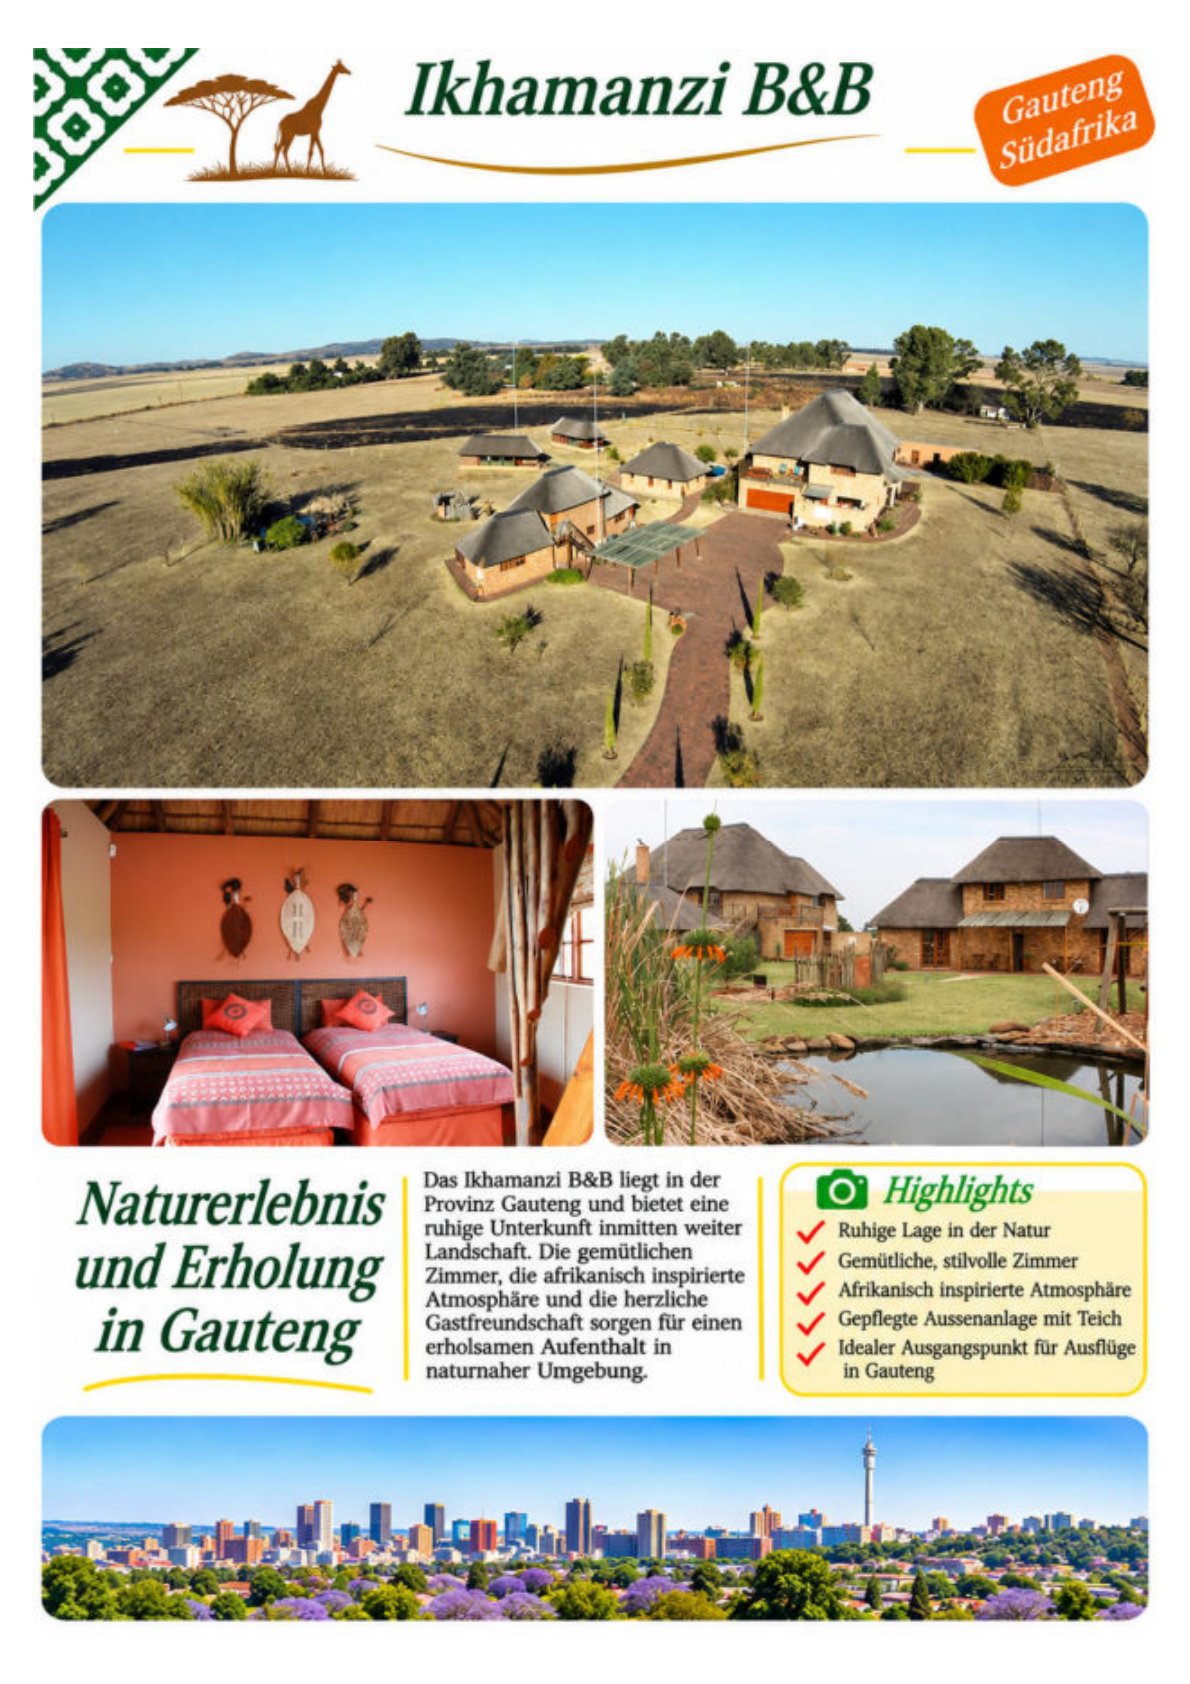 Ikhamanzi B&B
Gauteng
Südafrika
Naturerlebnis
und Erholung
in Gauteng
Das Ikhamanzi B&B liegt in der
Provinz Gauteng und bietet eine
ruhige Unterkunft inmitten weiter
Landschaft. Die gemütlichen
Zimmer, die afrikanisch inspirierte
Atmosphäre und die herzliche
Gastfreundschaft sorgen für einen
erholsamen Aufenthalt in
naturnaher Umgebung.
Highlights
Ruhige Lage in der Natur
Gemütliche, stilvolle Zimmer
Afrikanisch inspirierte Atmosphäre
Gepflegte Aussenanlage mit Teich
Idealer Ausgangspunkt für Ausflüge
in Gauteng